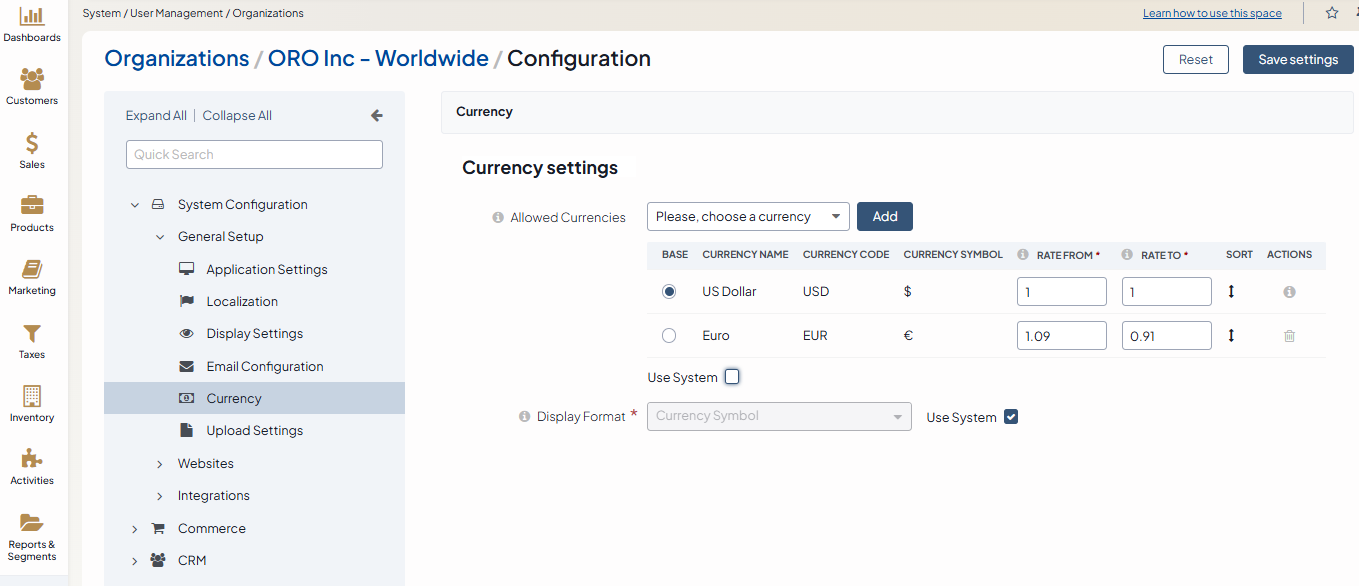 System / User Management / Organizations
Learn how to use this space
Dashboards
Customers
Sales
Products
Marketing
Taxes
Inventory
Activities
Reports &
Segments
Organizations / ORO Inc - Worldwide / Configuration
Reset
Save settings
Expand All | Collapse All
Quick Search
System Configuration
General Setup
Application Settings
Localization
Display Settings
Email Configuration
Currency
Upload Settings
Websites
Integrations
Commerce
CRM
Currency
Currency settings
Allowed Currencies
Please, choose a currency
Add
BASE CURRENCY NAME CURRENCY CODE CURRENCY SYMBOL RATE FROM * RATE TO * SORT ACTIONS
US Dollar USD $ 1 1
Euro EUR € 1.09 0.91
Use System
Display Format * Currency Symbol Use System